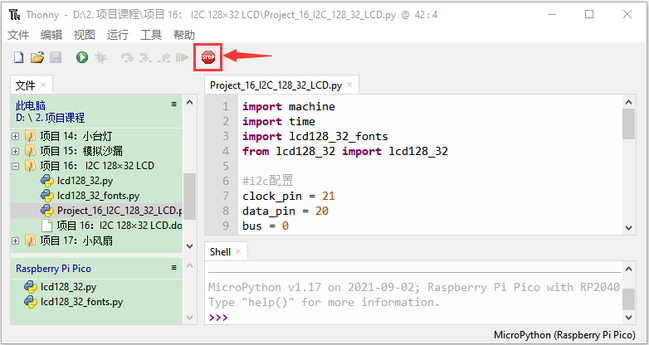 Thonny - D:\2. 项目课程\项目 16： I2C 128×32 LCD\Project_16_I2C_128_32_LCD.py @ 42 : 4
文件 编辑 视图 运行 工具 帮助
STOP
文件
此电脑
D: \ 2. 项目课程
项目 14：小台灯
项目 15：模拟沙漏
项目 16： I2C 128×32 LCD
lcd128_32.py
lcd128_32_fonts.py
Project_16_I2C_128_32_LCD.p
项目 16：I2C 128×32 LCD.do
项目 17：小风扇
Raspberry Pi Pico
lcd128_32.py
lcd128_32_fonts.py
Project_16_I2C_128_32_LCD.py
1 import machine
2 import time
3 import lcd128_32_fonts
4 from lcd128_32 import lcd128_32
5
6 #i2c配置
7 clock_pin = 21
8 data_pin = 20
9 bus = 0
Shell
MicroPython v1.17 on 2021-09-02; Raspberry Pi Pico with RP2040
Type "help()" for more information.
>>>
MicroPython (Raspberry Pi Pico)